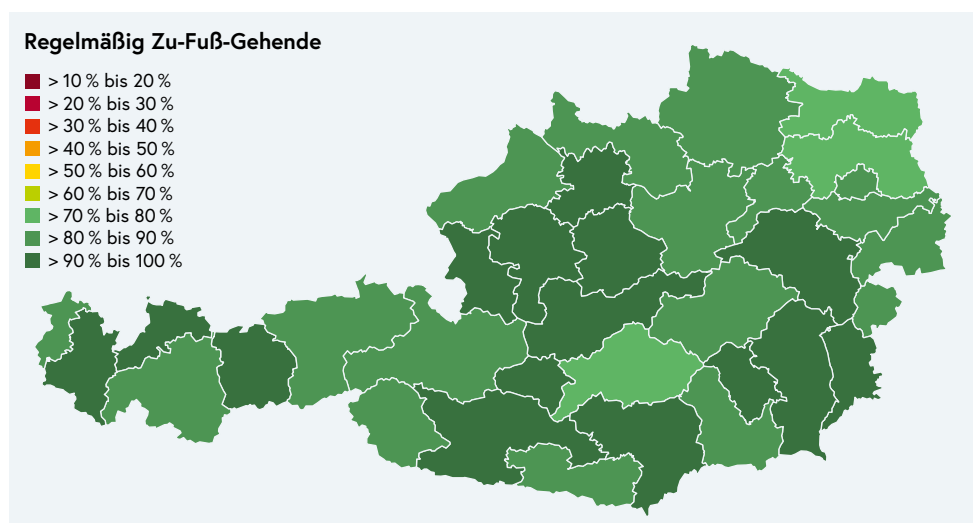 Regelmäßig Zu-Fuß-Gehende
> 10 % bis 20 %
> 20 % bis 30 %
> 30 % bis 40 %
> 40 % bis 50 %
> 50 % bis 60 %
> 60 % bis 70 %
> 70 % bis 80 %
> 80 % bis 90 %
> 90 % bis 100 %